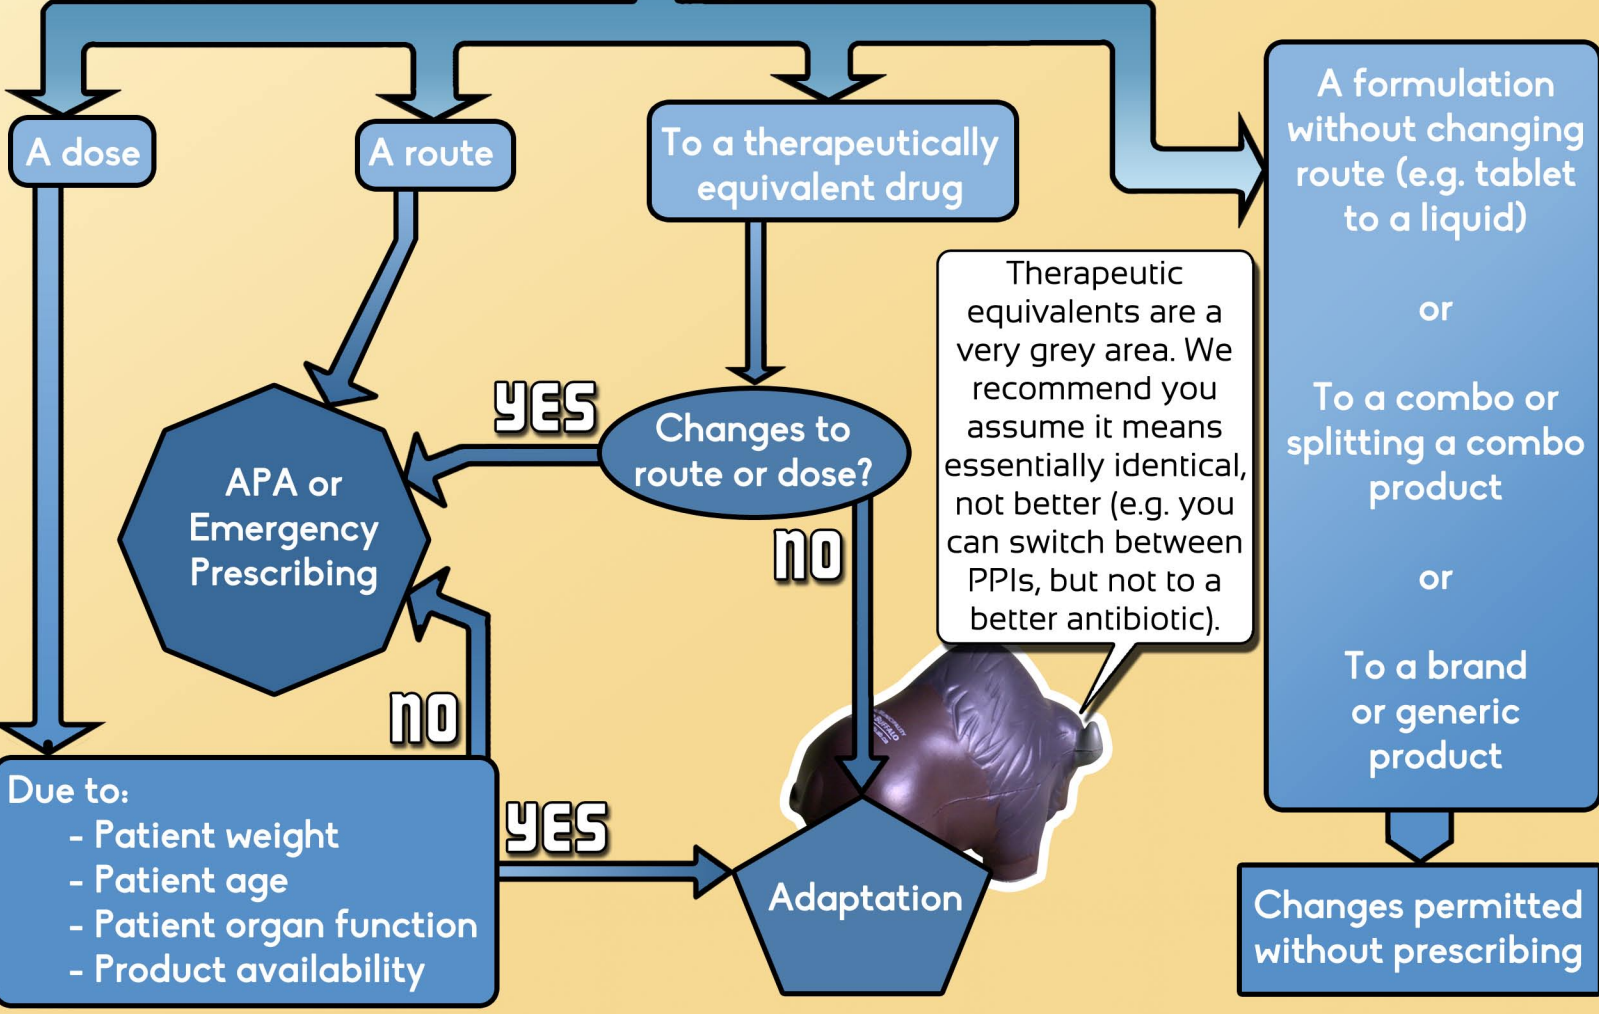 A dose
A route
To a therapeutically
equivalent drug
A formulation
without changing
route (e.g. tablet
to a liquid)
or
To a combo or
splitting a combo
product
or
To a brand
or generic
product
Therapeutic
equivalents are a
very grey area. We
recommend you
assume it means
essentially identical,
not better (e.g. you
can switch between
PPIs, but not to a
better antibiotic).
YES
Changes to
route or dose?
APA or
Emergency
Prescribing
NO
NO
BUFFALO
Due to:
- Patient weight
- Patient age
- Patient organ function
- Product availability
YES
Adaptation
Changes permitted
without prescribing